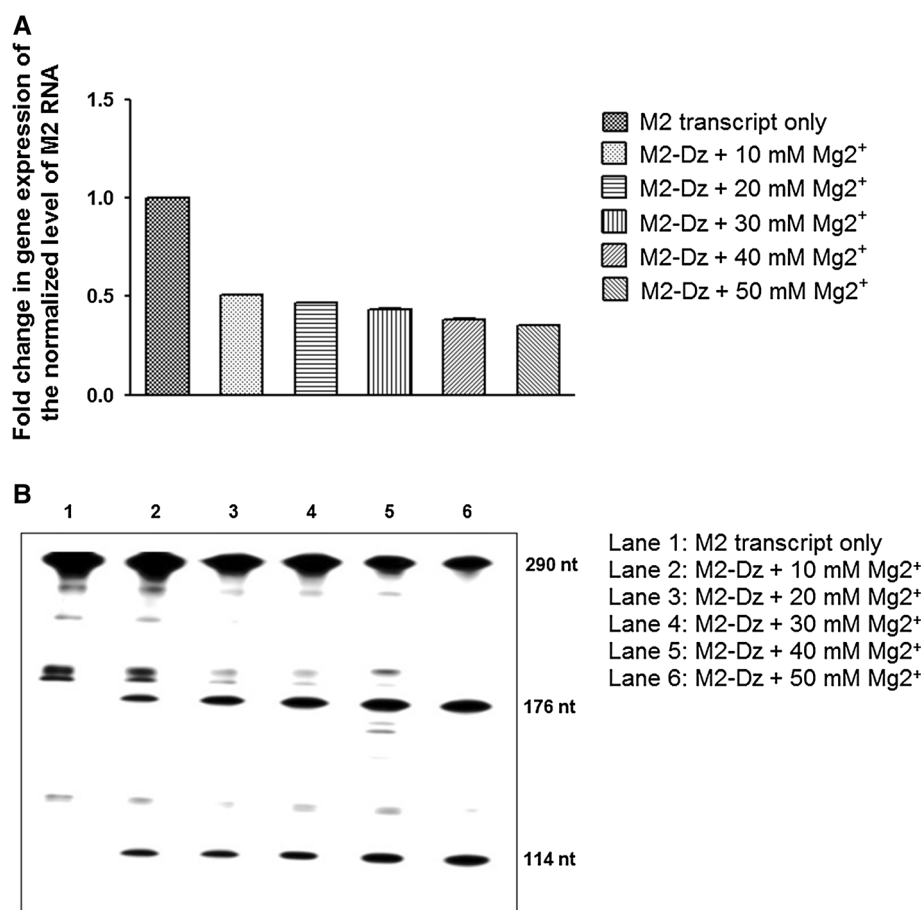 A
Fold change in gene expression of
the normalized level of M2 RNA
1.5
1.0
0.5
0.0
M2 transcript only
M2-Dz + 10 mM Mg2⁺
M2-Dz + 20 mM Mg2⁺
M2-Dz + 30 mM Mg2⁺
M2-Dz + 40 mM Mg2⁺
M2-Dz + 50 mM Mg2⁺
B
1 2 3 4 5 6
290 nt
176 nt
114 nt
Lane 1: M2 transcript only
Lane 2: M2-Dz + 10 mM Mg2⁺
Lane 3: M2-Dz + 20 mM Mg2⁺
Lane 4: M2-Dz + 30 mM Mg2⁺
Lane 5: M2-Dz + 40 mM Mg2⁺
Lane 6: M2-Dz + 50 mM Mg2⁺